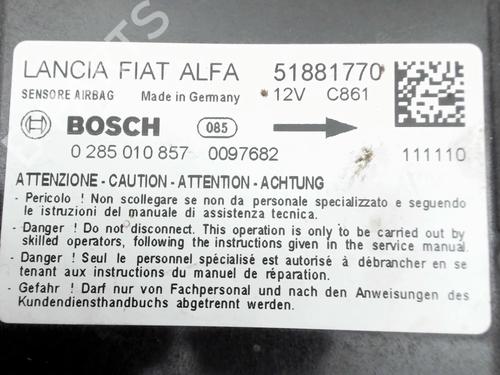 LANCIA FIAT ALFA 51881770
SENSORE AIRBAG Made in Germany 12V C861
BOSCH 085
0 285 010 857 0097682 111110
ATTENZIONE - CAUTION - ATTENTION - ACHTUNG
- Pericolo ! Non scollegare se non da personale specializzato e seguendo
le istruzioni del manuale di assistenza tecnica.
- Danger ! Do not disconnect. This operation is only to be carried out by
skilled operators, following the instructions given in the service manual.
- Danger ! Seul le personnel spécialisé est autorisé à débrancher en se
tenant aux instructions du manuel de réparation.
- Gefahr ! Darf nur von Fachpersonal und nach den Anweisungen des
Kundendiensthandbuchs abgetrennt werden.